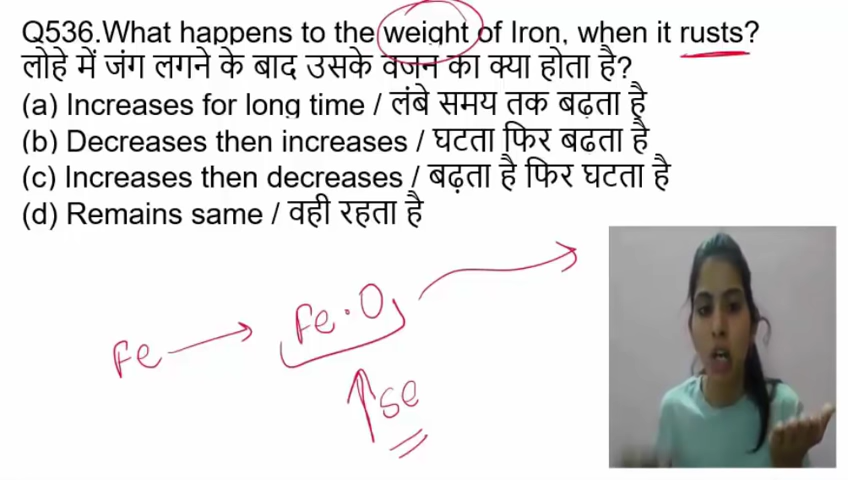 Q536.What happens to the weight of Iron, when it rusts?
लोहे में जंग लगने के बाद उसके वजन का क्या होता है?
(a) Increases for long time / लंबे समय तक बढ़ता है
(b) Decreases then increases / घटता फिर बढता है
(c) Increases then decreases / बढ़ता है फिर घटता है
(d) Remains same / वही रहता है
Fe → Fe·O →
↑se